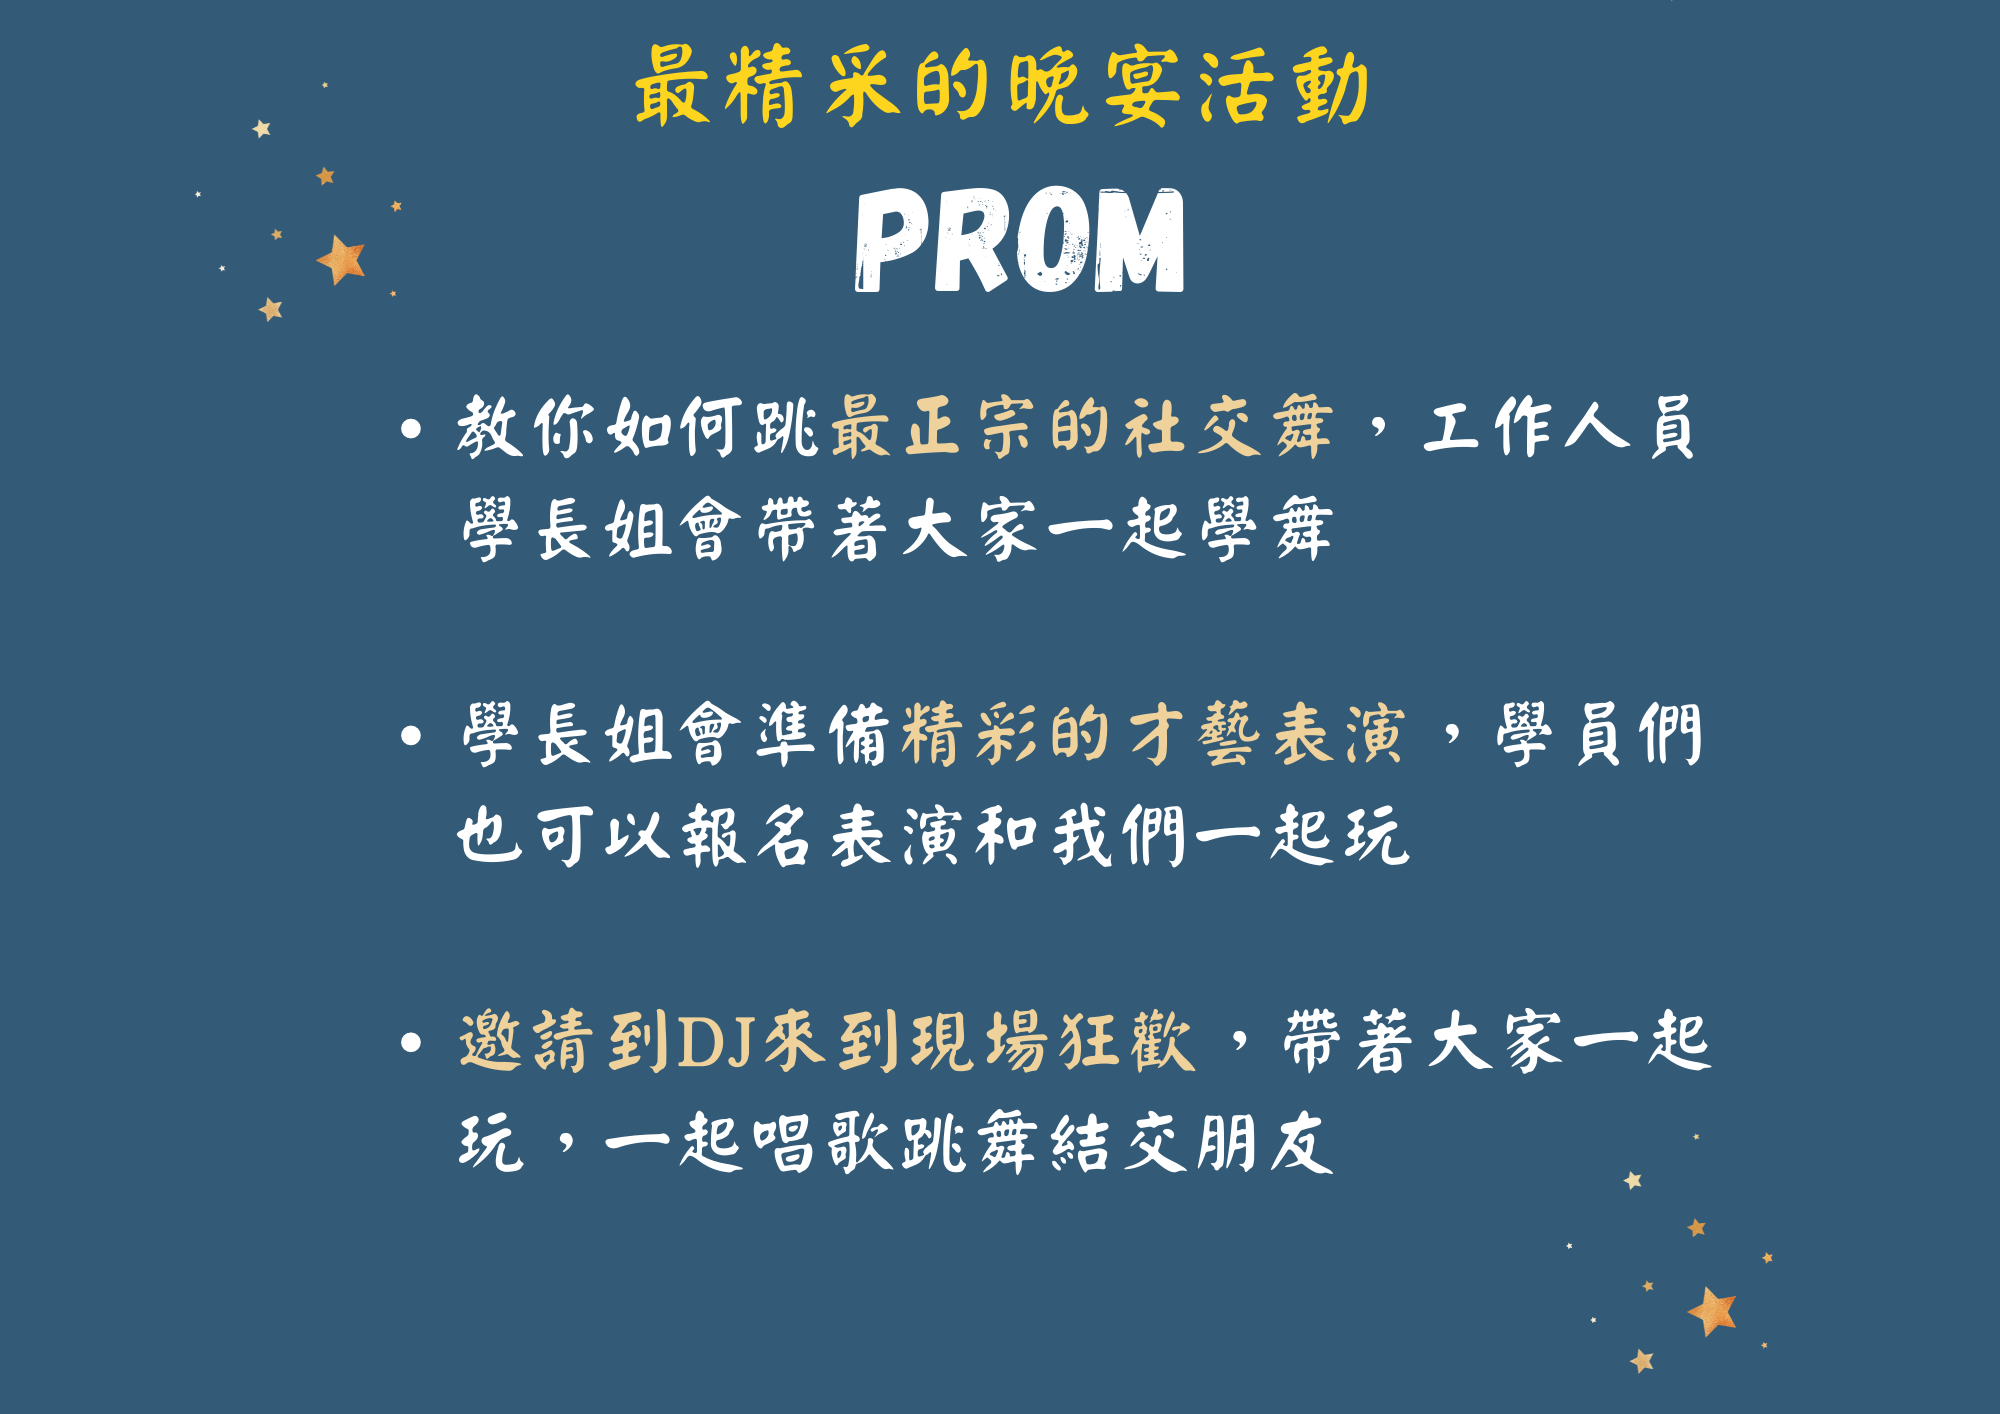 最精采的晚宴活動
PROM
• 教你如何跳最正宗的社交舞，工作人員
學長姐會帶著大家一起學舞
• 學長姐會準備精彩的才藝表演，學員們
也可以報名表演和我們一起玩
• 邀請到DJ來到現場狂歡，帶著大家一起
玩，一起唱歌跳舞結交朋友